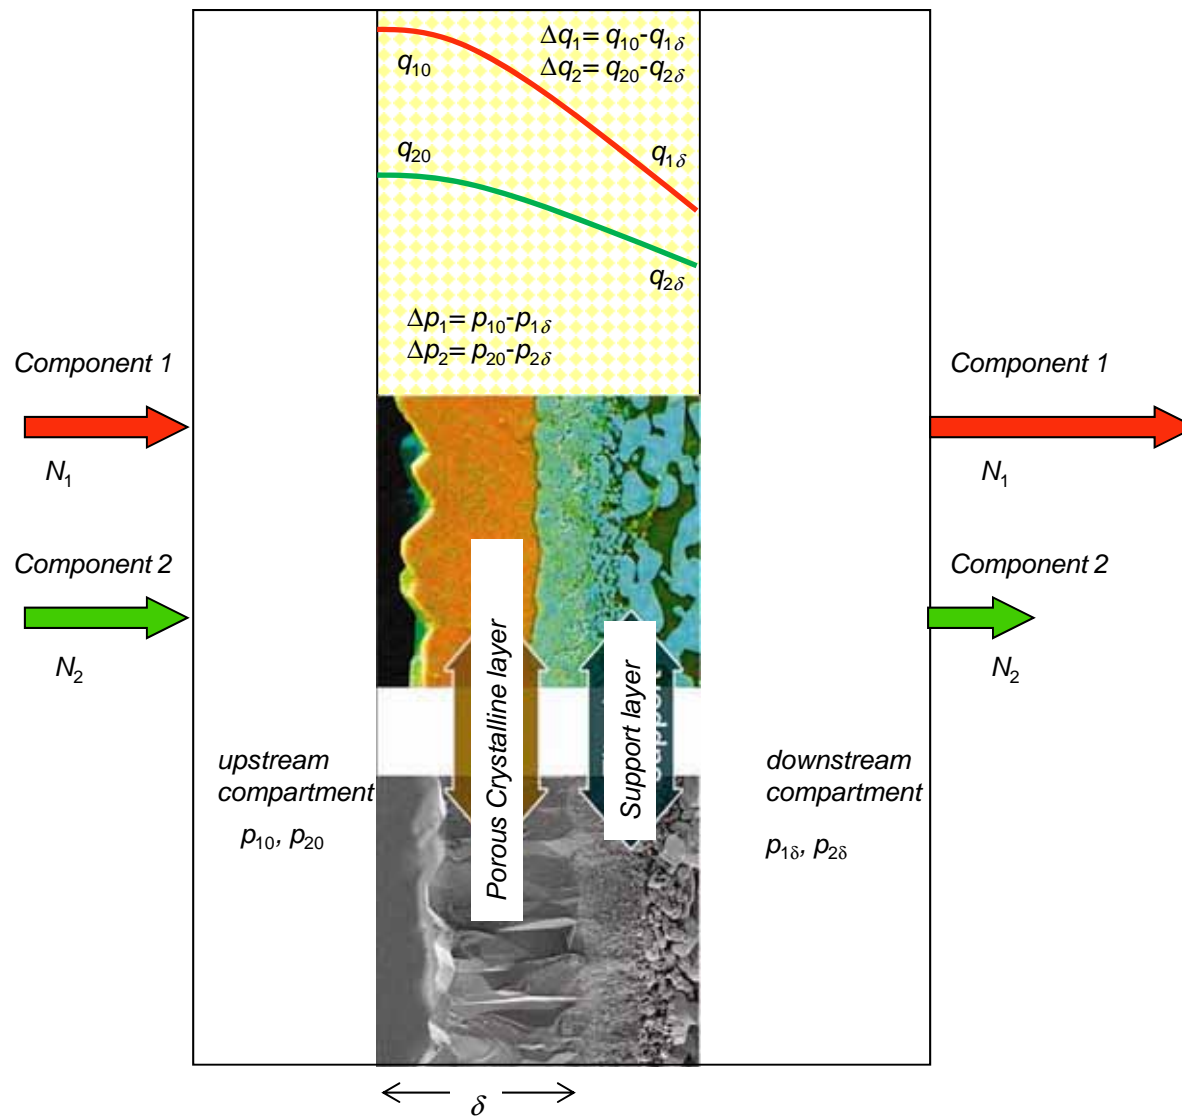 Δq₁= q₁₀-q₁δ
Δq₂= q₂₀-q₂δ
q₁₀
q₂₀
q₁δ
q₂δ
Δp₁= p₁₀-p₁δ
Δp₂= p₂₀-p₂δ
Component 1
N₁
Component 2
N₂
Component 1
N₁
Component 2
N₂
upstream
compartment
p₁₀, p₂₀
Porous Crystalline layer
Support layer
support
downstream
compartment
p₁δ, p₂δ
δ